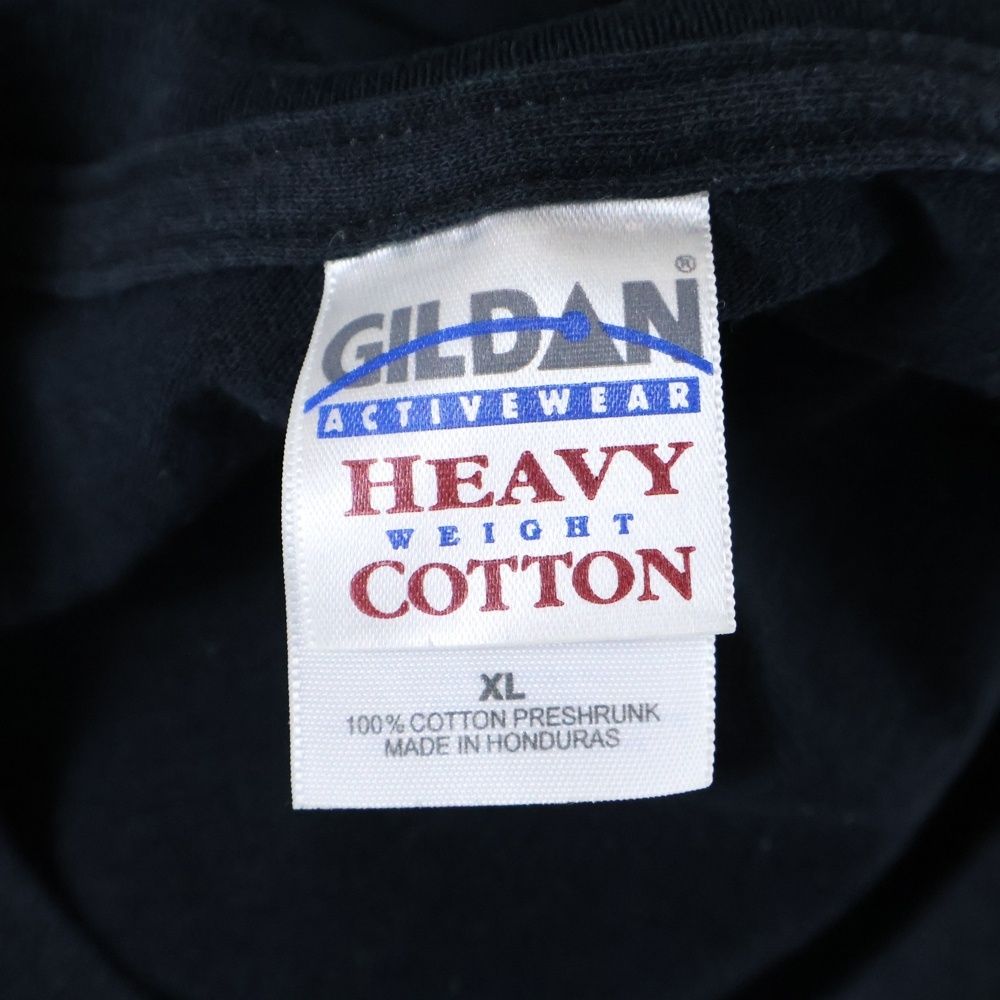 GILDAN®
ACTIVEWEAR
HEAVY
WEIGHT
COTTON
XL
100% COTTON PRESHRUNK
MADE IN HONDURAS